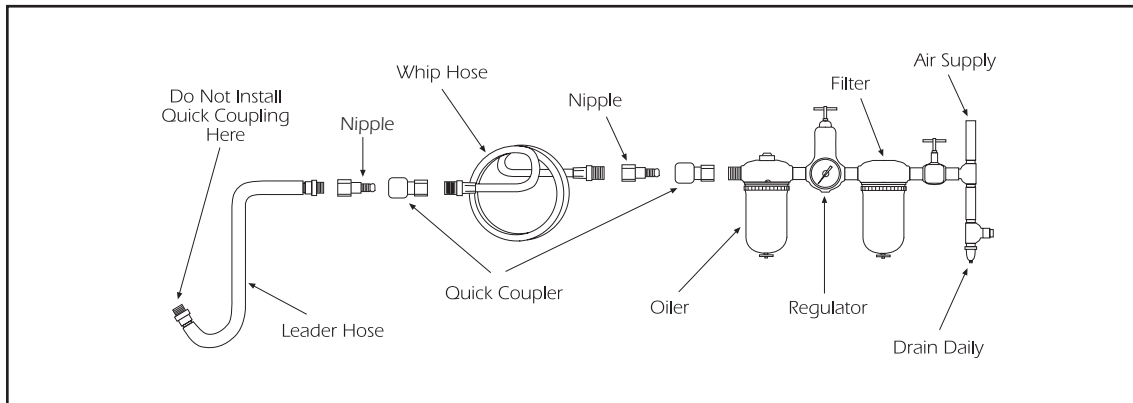 Air Supply
Whip Hose
Filter
Do Not Install
Quick Coupling
Here
Nipple
Nipple
Quick Coupler
Oiler
Regulator
Leader Hose
Drain Daily